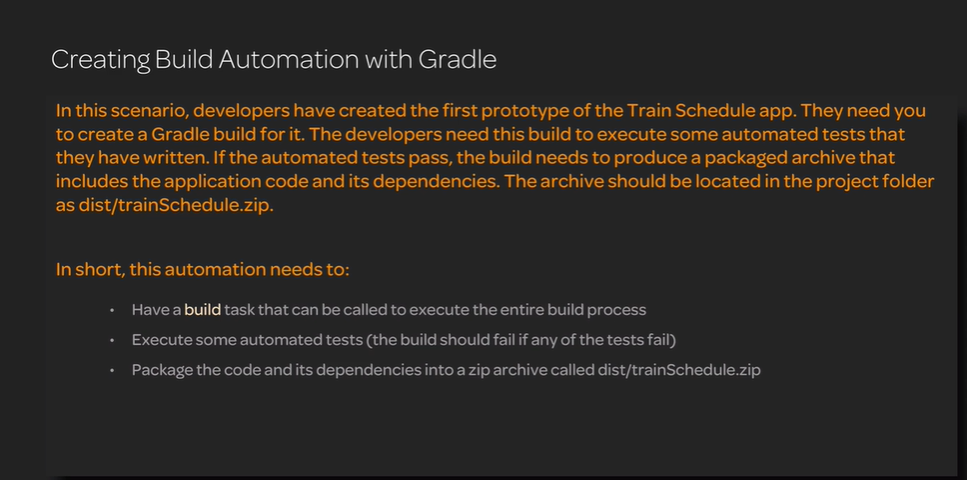 Creating Build Automation with Gradle
In this scenario, developers have created the first prototype of the Train Schedule app. They need you
to create a Gradle build for it. The developers need this build to execute some automated tests that
they have written. If the automated tests pass, the build needs to produce a packaged archive that
includes the application code and its dependencies. The archive should be located in the project folder
as dist/trainSchedule.zip.
In short, this automation needs to:
• Have a build task that can be called to execute the entire build process
• Execute some automated tests (the build should fail if any of the tests fail)
• Package the code and its dependencies into a zip archive called dist/trainSchedule.zip